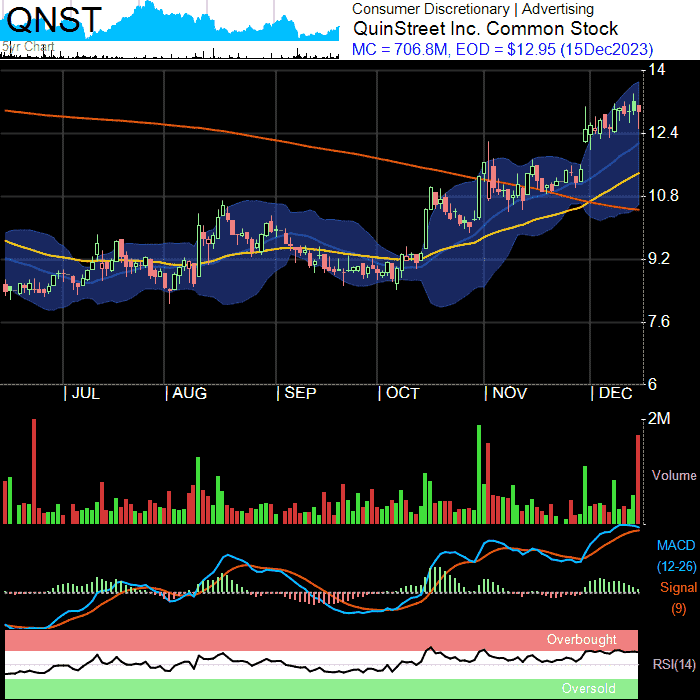 QNST
5yr Chart
Consumer Discretionary | Advertising
QuinStreet Inc. Common Stock
MC = 706.8M, EOD = $12.95 (15Dec2023)
14
12.4
10.8
9.2
7.6
6
| JUL | AUG | SEP | OCT | NOV | DEC
2M
Volume
MACD
(12-26)
Signal
(9)
Overbought
RSI(14)
Oversold